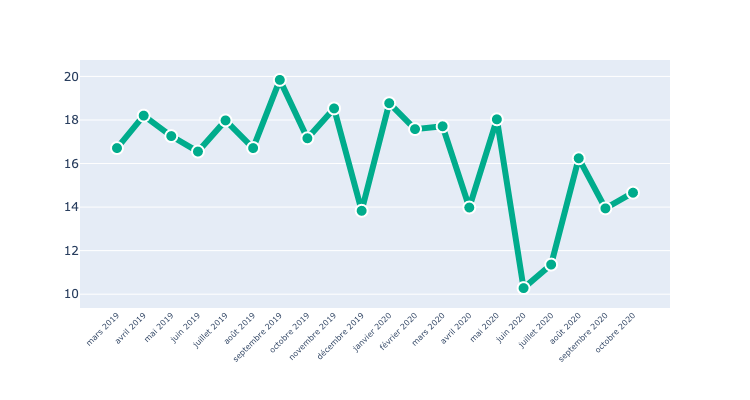 20
18
16
14
12
10
mars 2019
avril 2019
mai 2019
juin 2019
juillet 2019
août 2019
septembre 2019
octobre 2019
novembre 2019
décembre 2019
janvier 2020
février 2020
mars 2020
avril 2020
mai 2020
juin 2020
juillet 2020
août 2020
septembre 2020
octobre 2020